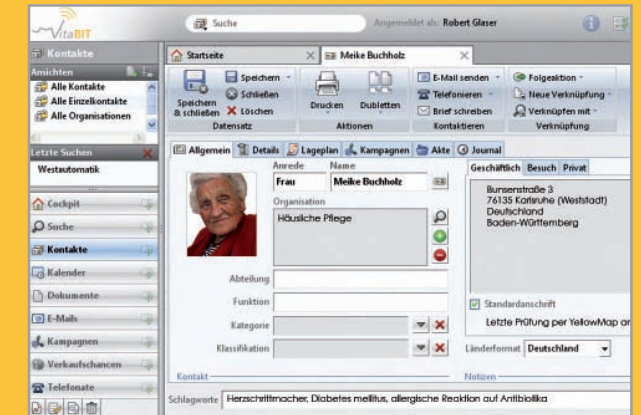 VitaBIT
Suche
Angemeldet als: Robert Glaser
Kontakte
Ansichten
Alle Kontakte
Alle Einzelkontakte
Alle Organisationen
Letzte Suchen
Westautomatik
Cockpit
Suche
Kontakte
Kalender
Dokumente
E-Mails
Kampagnen
Verkaufschancen
Telefonate
Startseite
Meike Buchholz
Speichern & schließen
Speichern
Schließen
Löschen
Datensatz
Drucken
Dubletten
Aktionen
E-Mail senden
Telefonieren
Brief schreiben
Kontaktieren
Folgeaktion
Neue Verknüpfung
Verknüpfen mit
Verknüpfung
Allgemein Details Lageplan Kampagnen Akte Journal
Anrede Name
Frau Meike Buchholz
Organisation
Häusliche Pflege
Abteilung
Funktion
Kategorie
Klassifikation
Kontakt
Geschäftlich Besuch Privat
Bunsenstraße 3
76135 Karlsruhe (Weststadt)
Deutschland
Baden-Württemberg
Standardanschrift
Letzte Prüfung per YellowMap
Länderformat Deutschland
Notizen
Schlagworte Herzschrittmacher, Diabetes mellitus, allergische Reaktion auf Antibiotika